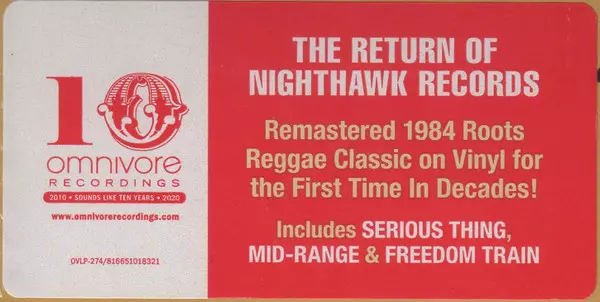 10
omnivore
RECORDINGS
2010 • SOUNDS LIKE TEN YEARS • 2020
www.omnivorerecordings.com
OVLP-274/816651018321
THE RETURN OF
NIGHTHAWK RECORDS
Remastered 1984 Roots
Reggae Classic on Vinyl for
the First Time In Decades!
Includes SERIOUS THING,
MID-RANGE & FREEDOM TRAIN